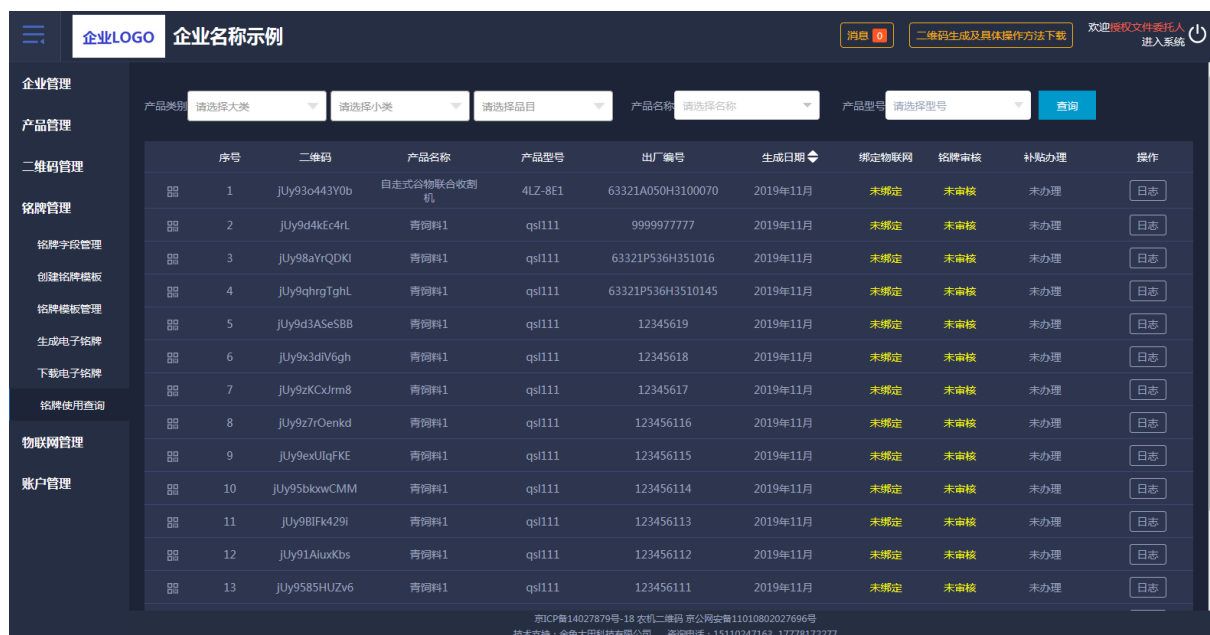 企业LOGO 企业名称示例 消息 0 二维码生成及具体操作方法下载 欢迎授权文件委托人
进入系统
企业管理
产品管理
二维码管理
铭牌管理
铭牌字段管理
创建铭牌模板
铭牌模板管理
生成电子铭牌
下载电子铭牌
铭牌使用查询
物联网管理
账户管理
产品类别 请选择大类 请选择小类 请选择品目 产品名称 请选择名称 产品型号 请选择型号 查询
序号 二维码 产品名称 产品型号 出厂编号 生成日期 绑定物联网 铭牌审核 补贴办理 操作
1 jUy93o443Y0b 自走式谷物联合收割机 4LZ-8E1 63321A050H3100070 2019年11月 未绑定 未审核 未办理 日志
2 jUy9d4kEc4rL 青饲料1 qsl111 9999977777 2019年11月 未绑定 未审核 未办理 日志
3 jUy98aYrQDKl 青饲料1 qsl111 63321P536H351016 2019年11月 未绑定 未审核 未办理 日志
4 jUy9qhrgTghL 青饲料1 qsl111 63321P536H3510145 2019年11月 未绑定 未审核 未办理 日志
5 jUy9d3ASeSBB 青饲料1 qsl111 12345619 2019年11月 未绑定 未审核 未办理 日志
6 jUy9x3diV6gh 青饲料1 qsl111 12345618 2019年11月 未绑定 未审核 未办理 日志
7 jUy9zKCxJrm8 青饲料1 qsl111 12345617 2019年11月 未绑定 未审核 未办理 日志
8 jUy9z7rOenkd 青饲料1 qsl111 123456116 2019年11月 未绑定 未审核 未办理 日志
9 jUy9exUIqFKE 青饲料1 qsl111 123456115 2019年11月 未绑定 未审核 未办理 日志
10 jUy95bkxwCMM 青饲料1 qsl111 123456114 2019年11月 未绑定 未审核 未办理 日志
11 jUy9BIFk429i 青饲料1 qsl111 123456113 2019年11月 未绑定 未审核 未办理 日志
12 jUy91AiuxKbs 青饲料1 qsl111 123456112 2019年11月 未绑定 未审核 未办理 日志
13 jUy9585HUZv6 青饲料1 qsl111 123456111 2019年11月 未绑定 未审核 未办理 日志
京ICP备14027879号-18 农机二维码 京公网安备11010802027696号
技术支持：金色大田科技有限公司 咨询电话：15110247163 17778172277